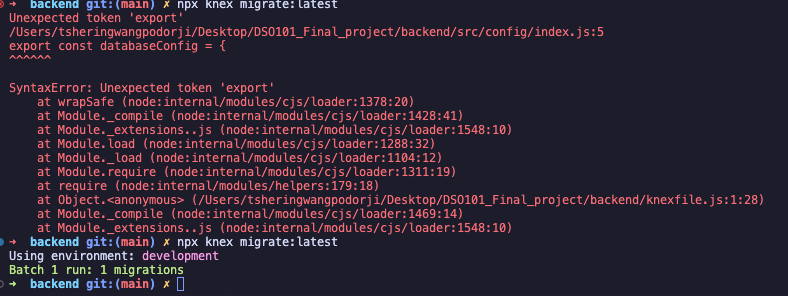 ➜  backend git:(main) ✗ npx knex migrate:latest
Unexpected token 'export'
/Users/tsheringwangpodorji/Desktop/DSO101_Final_project/backend/src/config/index.js:5
export const databaseConfig = {
^^^^^^

SyntaxError: Unexpected token 'export'
    at wrapSafe (node:internal/modules/cjs/loader:1378:20)
    at Module._compile (node:internal/modules/cjs/loader:1428:41)
    at Module._extensions..js (node:internal/modules/cjs/loader:1548:10)
    at Module.load (node:internal/modules/cjs/loader:1288:32)
    at Module._load (node:internal/modules/cjs/loader:1104:12)
    at Module.require (node:internal/modules/cjs/loader:1311:19)
    at require (node:internal/modules/helpers:179:18)
    at Object.<anonymous> (/Users/tsheringwangpodorji/Desktop/DSO101_Final_project/backend/knexfile.js:1:28)
    at Module._compile (node:internal/modules/cjs/loader:1469:14)
    at Module._extensions..js (node:internal/modules/cjs/loader:1548:10)
➜  backend git:(main) ✗ npx knex migrate:latest
Using environment: development
Batch 1 run: 1 migrations
➜  backend git:(main) ✗